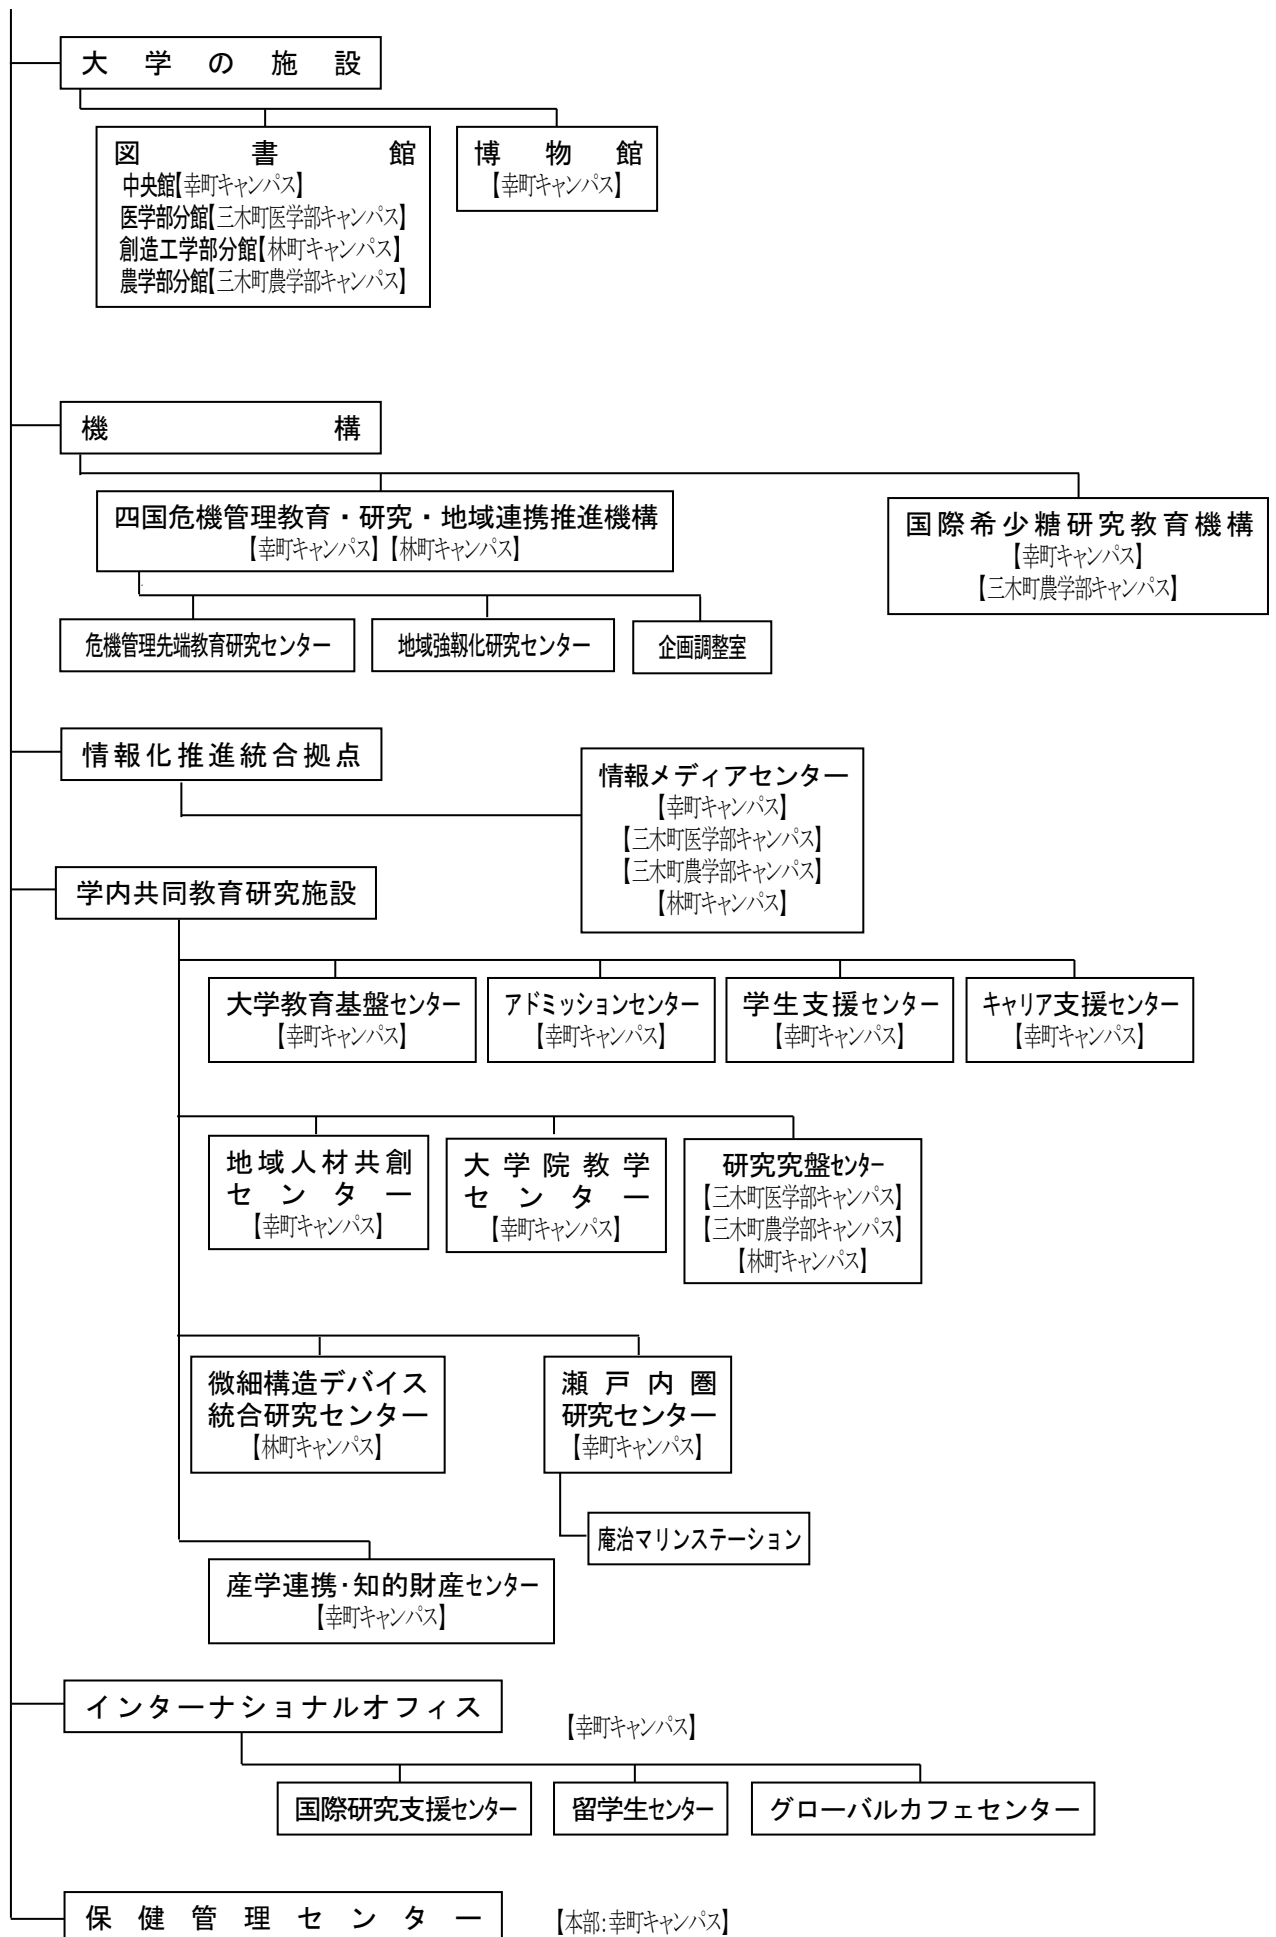 大学の施設
図書館
中央館【幸町キャンパス】
医学部分館【三木町医学部キャンパス】
創造工学部分館【林町キャンパス】
農学部分館【三木町農学部キャンパス】
博物館
【幸町キャンパス】
機構
四国危機管理教育・研究・地域連携推進機構
【幸町キャンパス】【林町キャンパス】
国際希少糖研究教育機構
【幸町キャンパス】
【三木町農学部キャンパス】
危機管理先端教育研究センター
地域強靱化研究センター
企画調整室
情報化推進統合拠点
情報メディアセンター
【幸町キャンパス】
【三木町医学部キャンパス】
【三木町農学部キャンパス】
【林町キャンパス】
学内共同教育研究施設
大学教育基盤センター
【幸町キャンパス】
アドミッションセンター
【幸町キャンパス】
学生支援センター
【幸町キャンパス】
キャリア支援センター
【幸町キャンパス】
地域人材共創
センター
【幸町キャンパス】
大学院教学
センター
【幸町キャンパス】
研究究盤センター
【三木町医学部キャンパス】
【三木町農学部キャンパス】
【林町キャンパス】
微細構造デバイス
統合研究センター
【林町キャンパス】
瀬戸内圏
研究センター
【幸町キャンパス】
庵治マリンステーション
産学連携・知的財産センター
【幸町キャンパス】
インターナショナルオフィス
【幸町キャンパス】
国際研究支援センター
留学生センター
グローバルカフェセンター
保健管理センター
【本部:幸町キャンパス】